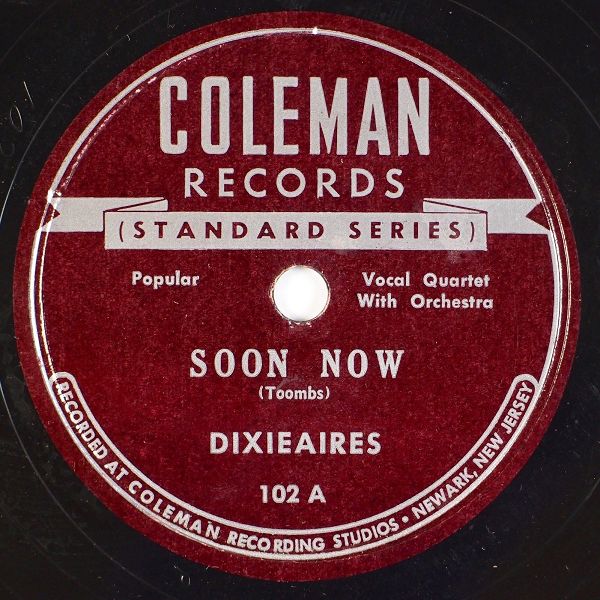 COLEMAN
RECORDS
(STANDARD SERIES)
Popular
Vocal Quartet
With Orchestra
SOON NOW
(Toombs)
DIXIEAIRES
102 A
RECORDED AT COLEMAN RECORDING STUDIOS • NEWARK, NEW JERSEY